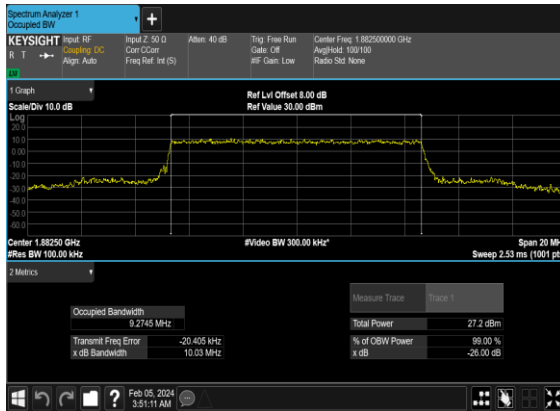 Spectrum Analyzer 1
Occupied BW
+
KEYSIGHT
R T
LXI
Input: RF
Coupling: DC
Align: Auto
Input Z: 50 Ω
Corr CCorr
Freq Ref: Int (S)
Atten: 40 dB
Trig: Free Run
Gate: Off
#IF Gain: Low
Center Freq: 1.882500000 GHz
Avg|Hold: 100/100
Radio Std: None
1 Graph
Scale/Div 10.0 dB
Ref Lvl Offset 8.00 dB
Ref Value 30.00 dBm
Log
20.0
10.0
0.00
-10.0
-20.0
-30.0
-40.0
-50.0
-60.0
Center 1.88250 GHz
#Res BW 100.00 kHz
#Video BW 300.00 kHz*
Span 20 MH
Sweep 2.53 ms (1001 pt
2 Metrics
Measure Trace
Trace 1
Occupied Bandwidth
9.2745 MHz
Total Power
27.2 dBm
Transmit Freq Error
-20.405 kHz
% of OBW Power
99.00 %
x dB Bandwidth
10.03 MHz
x dB
-26.00 dB
?
Feb 05, 2024
3:51:11 AM